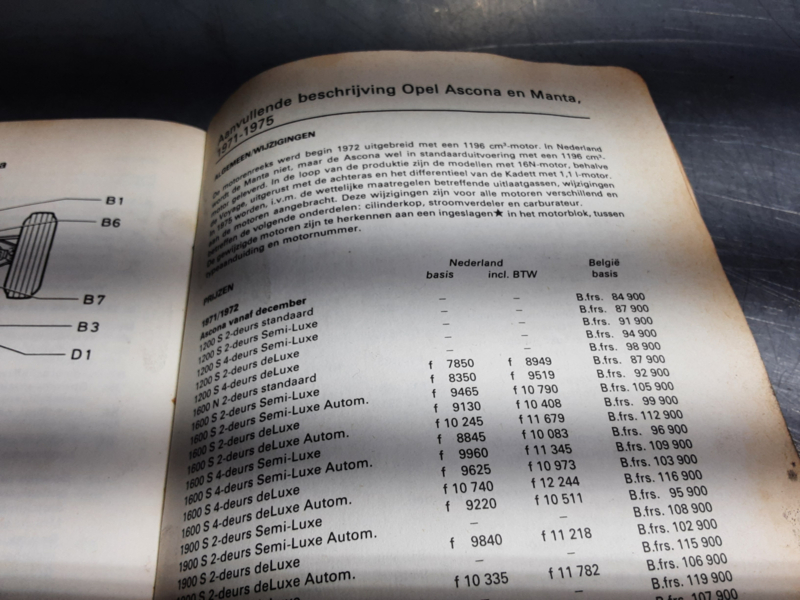 a
B1
B6
B7
B3
D1
Aanvullende beschrijving Opel Ascona en Manta,
1971-1975
ALGEMEEN/WIJZIGINGEN
De motorenreeks werd begin 1972 uitgebreid met een 1196 cm³-motor. In Nederland
wordt de Manta niet, maar de Ascona wel in standaarduitvoering met een 1196 cm³-
motor geleverd. In de loop van de produktie zijn de modellen met 16N-motor, behalve
de Voyage, uitgerust met de achteras en het differentieel van de Kadett met 1,1 l-motor.
In 1975 worden, i.v.m. de wettelijke maatregelen betreffende uitlaatgassen, wijzigingen
aan de motoren aangebracht. Deze wijzigingen zijn voor alle motoren verschillend en
betreffen de volgende onderdelen: cilinderkop, stroomverdeler en carburateur.
De gewijzigde motoren zijn te herkennen aan een ingeslagen ★ in het motorblok, tussen
typeaanduiding en motornummer.
Nederland België
basis incl. BTW basis
PRIJZEN
1971/1972
Ascona vanaf december
1200 S 2-deurs standaard – – B.frs. 84 900
1200 S 2-deurs Semi-Luxe – – B.frs. 87 900
1200 S 4-deurs Semi-Luxe – – B.frs. 91 900
1200 S 2-deurs deLuxe – – B.frs. 94 900
1200 S 4-deurs deLuxe – – B.frs. 98 900
1600 N 2-deurs standaard f 7850 f 8949 B.frs. 87 900
1600 S 2-deurs Semi-Luxe f 8350 f 9519 B.frs. 92 900
1600 S 2-deurs Semi-Luxe Autom. f 9465 f 10 790 B.frs. 105 900
1600 S 2-deurs deLuxe f 9130 f 10 408 B.frs. 99 900
1600 S 2-deurs deLuxe Autom. f 10 245 f 11 679 B.frs. 112 900
1600 S 4-deurs Semi-Luxe f 8845 f 10 083 B.frs. 96 900
1600 S 4-deurs Semi-Luxe Autom. f 9960 f 11 345 B.frs. 109 900
1600 S 4-deurs deLuxe f 9625 f 10 973 B.frs. 103 900
1600 S 4-deurs deLuxe Autom. f 10 740 f 12 244 B.frs. 116 900
1900 S 2-deurs Semi-Luxe f 9220 f 10 511 B.frs. 95 900
1900 S 2-deurs Semi-Luxe Autom. – – B.frs. 108 900
1900 S 2-deurs deLuxe f 9840 f 11 218 B.frs. 102 900
1900 S 2-deurs deLuxe Autom. – – B.frs. 115 900
f 10 335 f 11 782 B.frs. 106 900
B.frs. 119 900
107 900